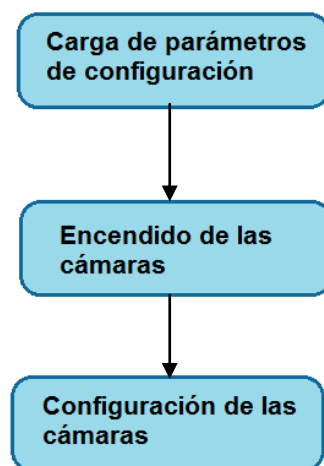 Carga de parámetros
de configuración
Encendido de las
cámaras
Configuración de las
cámaras